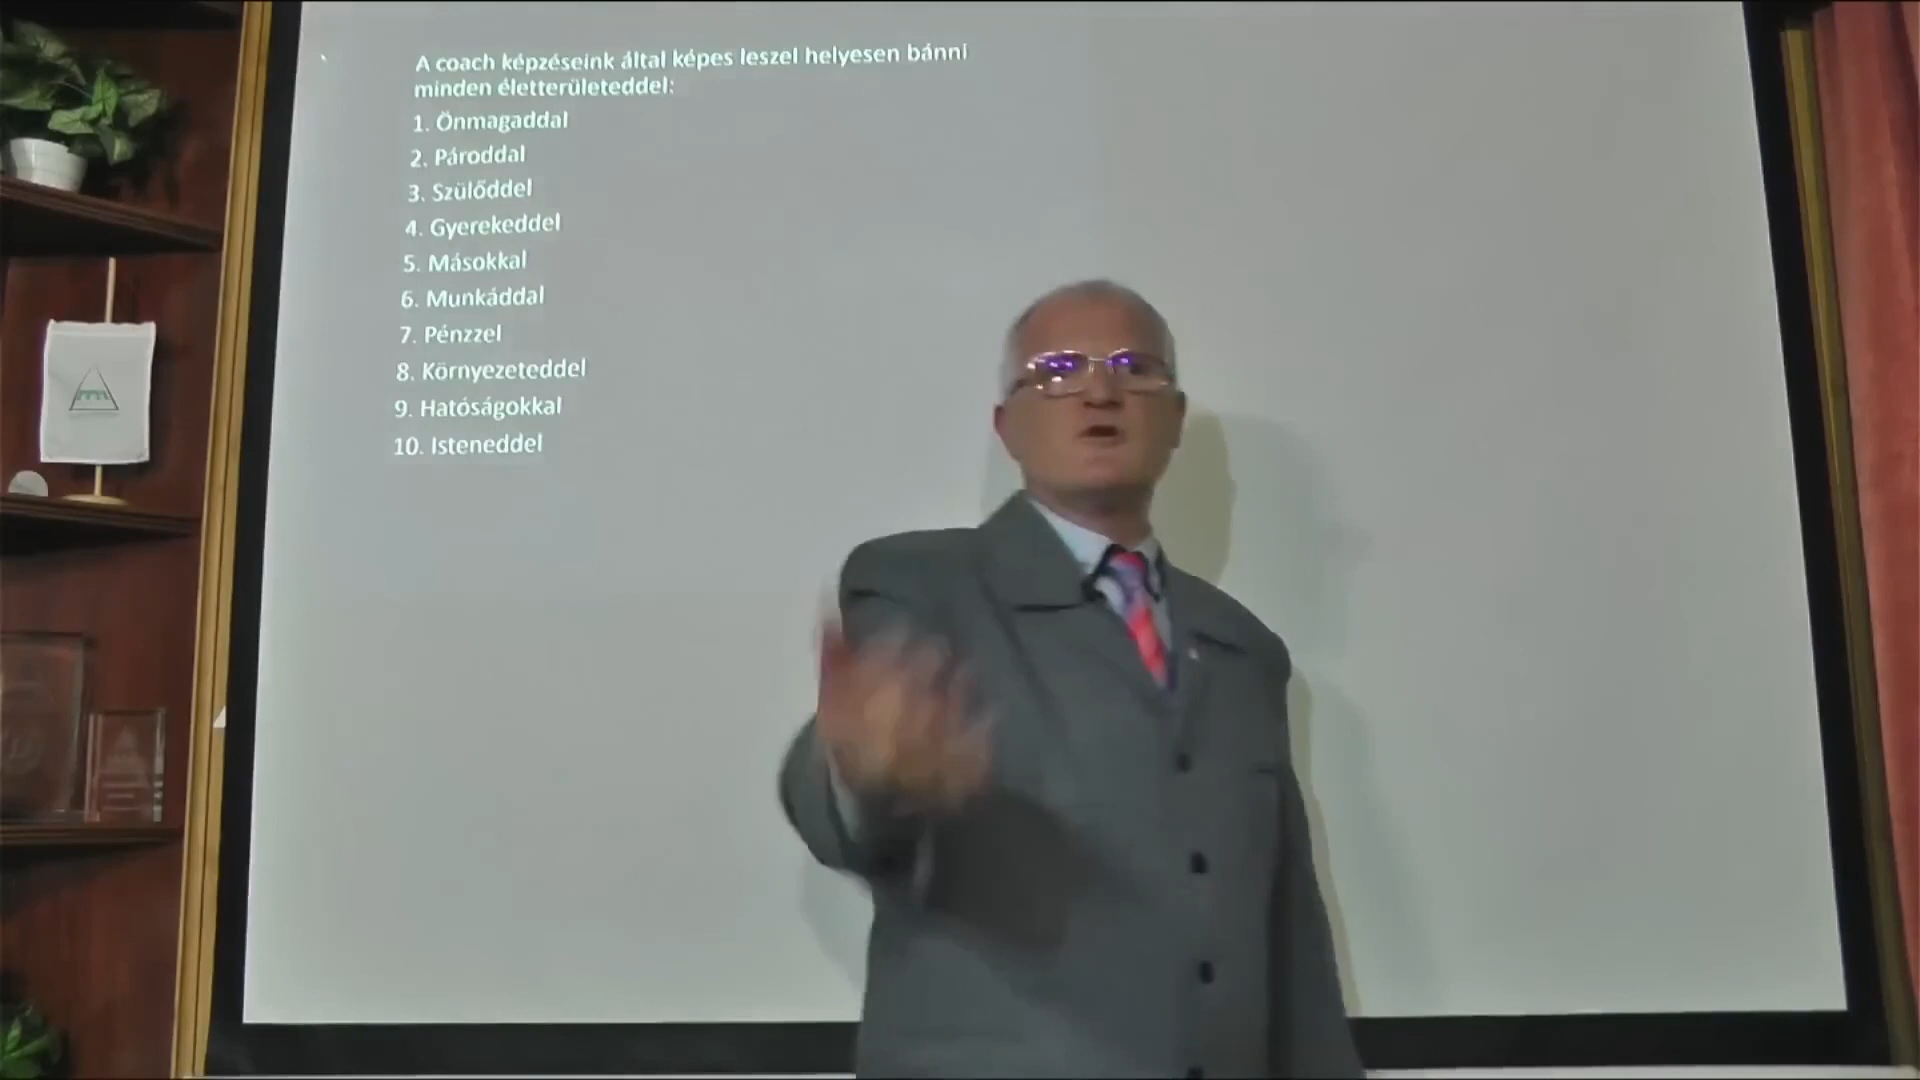 A coach képzéseink által képes leszel helyesen bánni
minden életterületeddel:
1. Önmagaddal
2. Pároddal
3. Szülőddel
4. Gyerekeddel
5. Másokkal
6. Munkáddal
7. Pénzzel
8. Környezeteddel
9. Hatóságokkal
10. Isteneddel